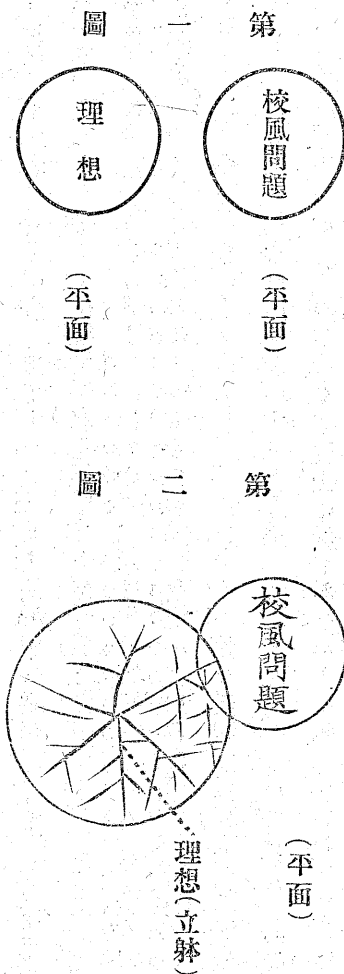 第一圖
校風問題
(平面)
理想
(平面)
第二圖
校風問題
(平面)
理想(立躰)